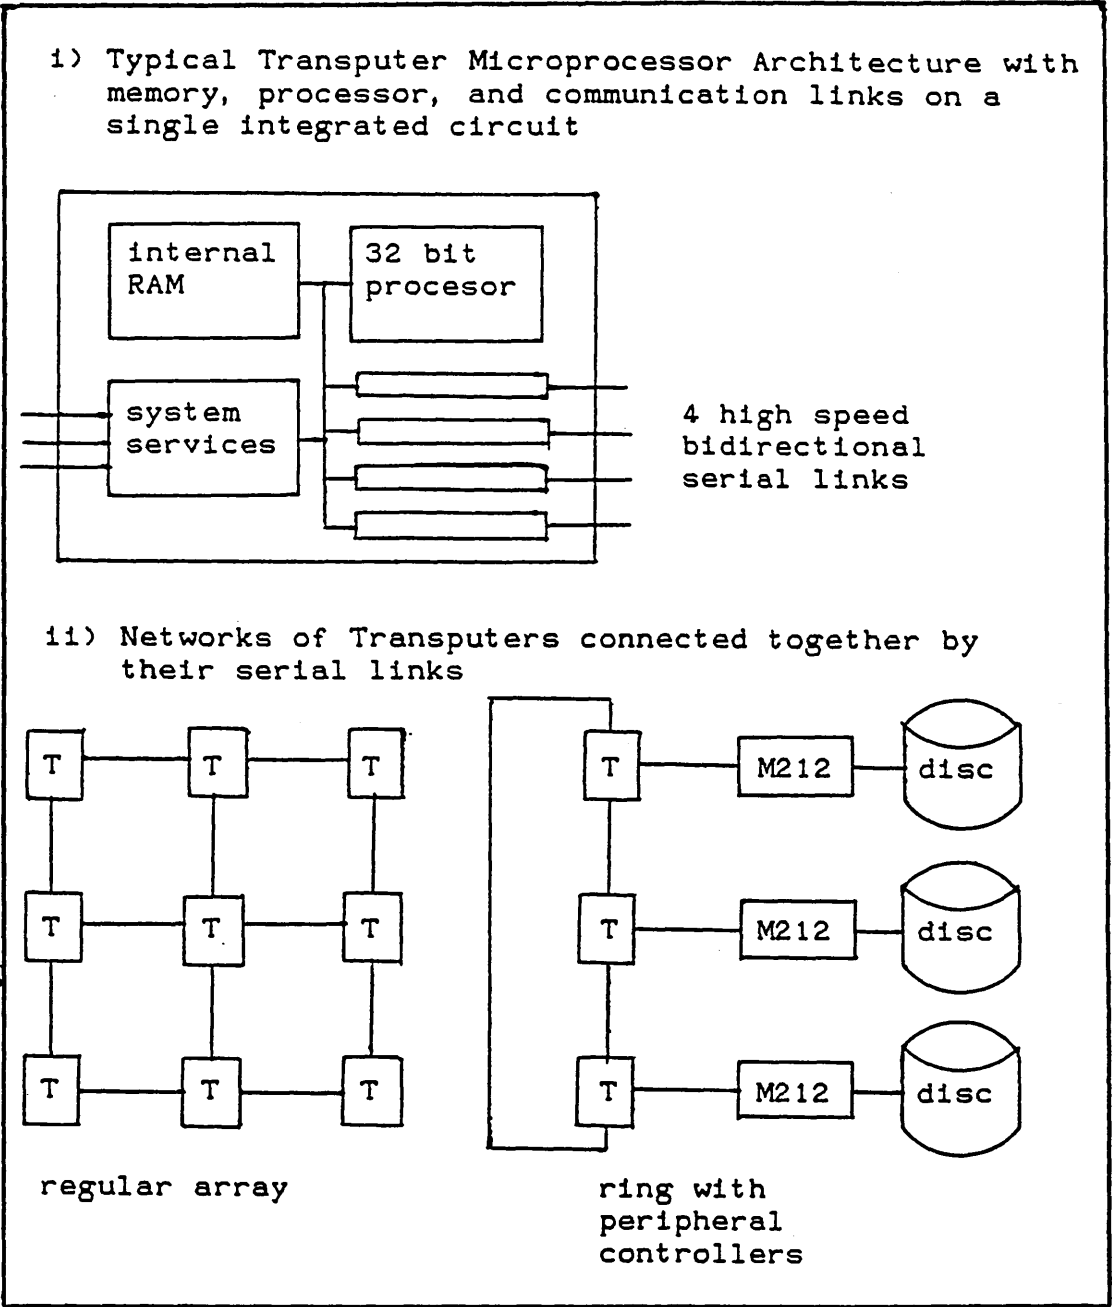 i) Typical Transputer Microprocessor Architecture with
memory, processor, and communication links on a
single integrated circuit
internal
RAM
32 bit
procesor
system
services
4 high speed
bidirectional
serial links
ii) Networks of Transputers connected together by
their serial links
T T T
T M212 disc
T T T
T M212 disc
T T T
T M212 disc
regular array
ring with
peripheral
controllers